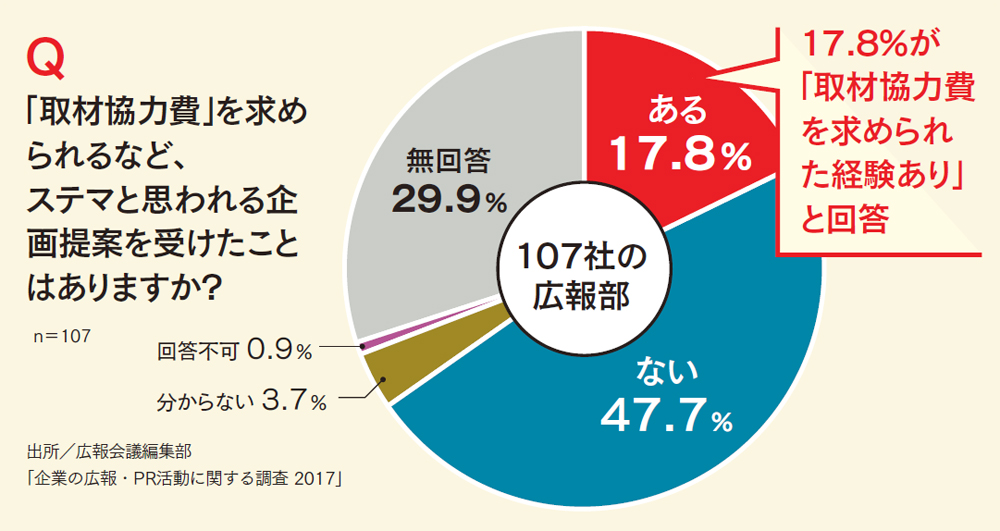 Q
「取材協力費」を求め
られるなど、
ステマと思われる企
画提案を受けたこと
はありますか?
n=107
無回答
29.9%
ある
17.8%
17.8%が
「取材協力費
を求められ
た経験あり」
と回答
107社の
広報部
回答不可 0.9%
分からない 3.7%
ない
47.7%
出所/広報会議編集部
「企業の広報・PR活動に関する調査 2017」